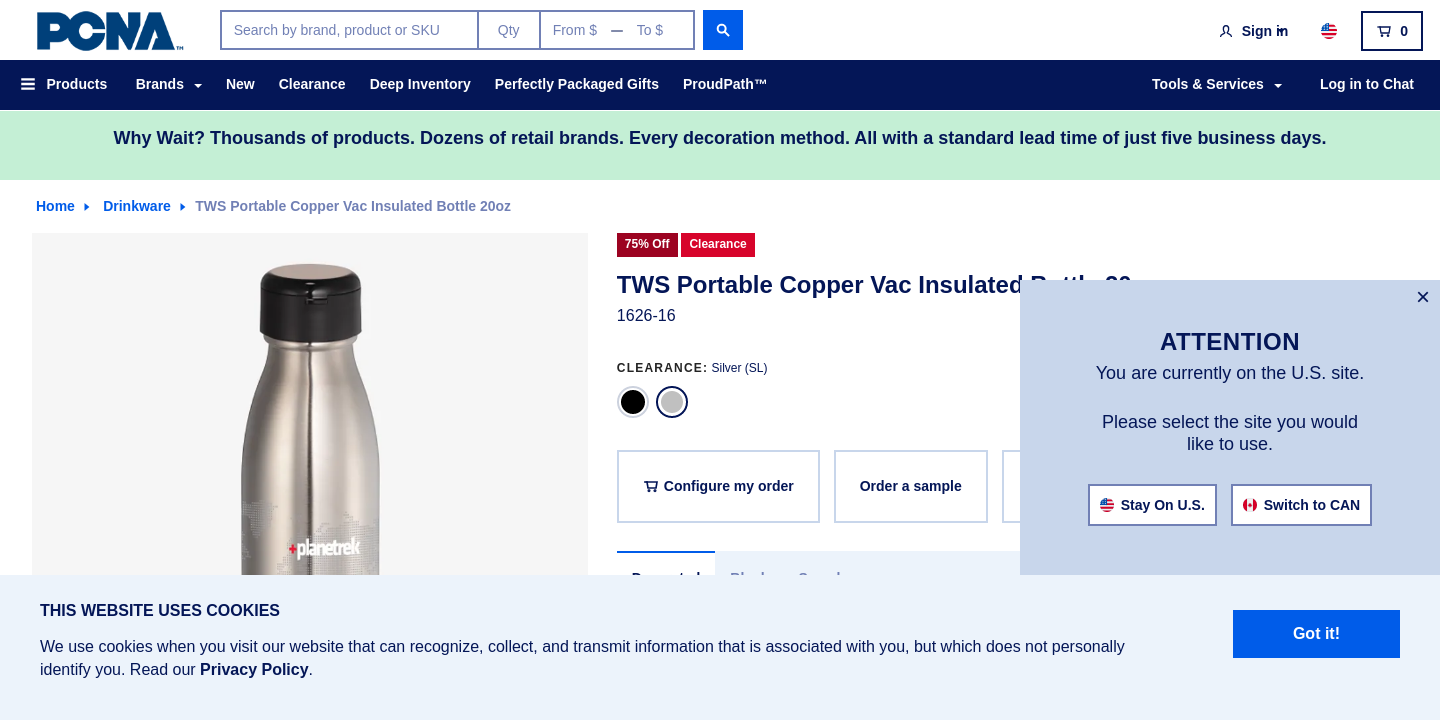 PCNA™
Search by brand, product or SKU
Qty
From $ — To $
Sign in
0
Products
Brands
New
Clearance
Deep Inventory
Perfectly Packaged Gifts
ProudPath™
Tools & Services
Log in to Chat
Why Wait? Thousands of products. Dozens of retail brands. Every decoration method. All with a standard lead time of just five business days.
Home
Drinkware
TWS Portable Copper Vac Insulated Bottle 20oz
75% Off
Clearance
TWS Portable Copper Vac Insulated
1626-16
CLEARANCE: Silver (SL)
Configure my order
Order a sample
+planetrek
×
ATTENTION
You are currently on the U.S. site.
Please select the site you would
like to use.
Stay On U.S.
Switch to CAN
THIS WEBSITE USES COOKIES
We use cookies when you visit our website that can recognize, collect, and transmit information that is associated with you, but which does not personally
identify you. Read our Privacy Policy.
Got it!